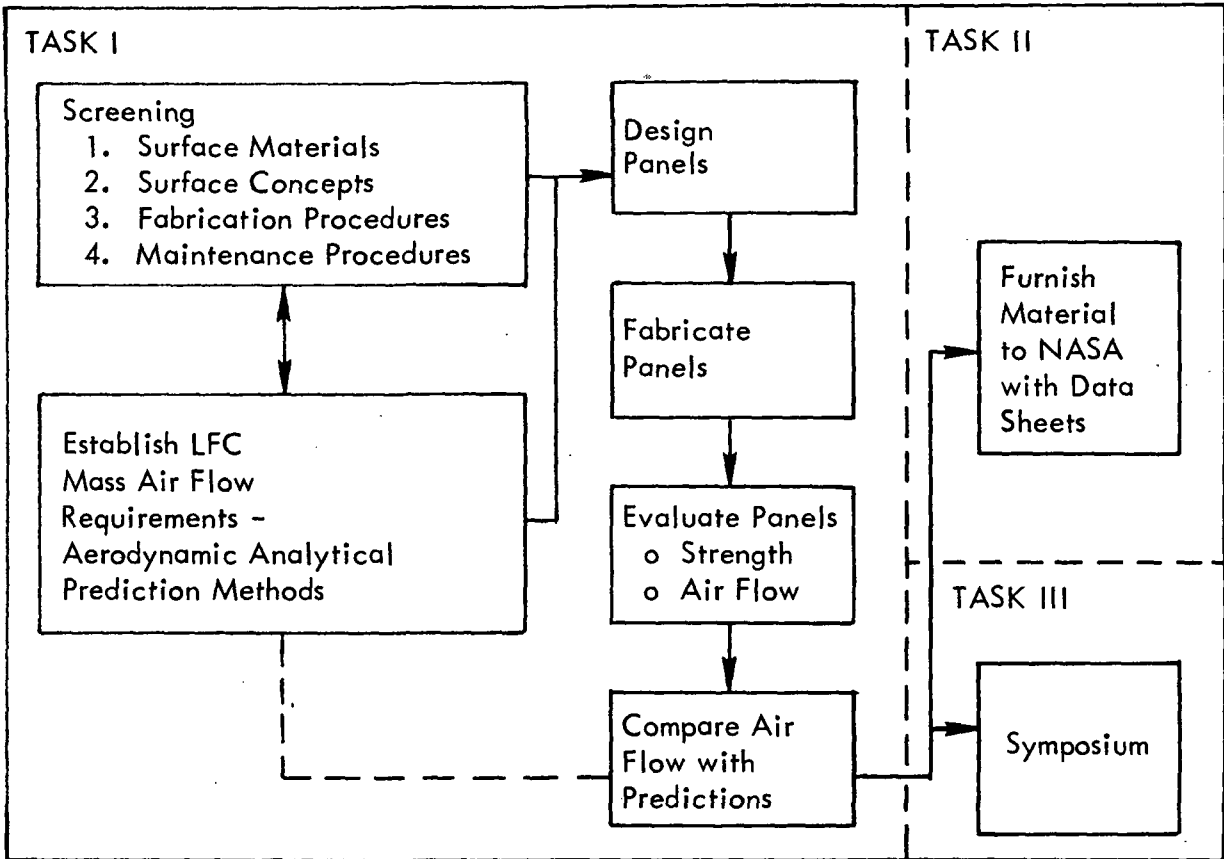 TASK I
Screening
1. Surface Materials
2. Surface Concepts
3. Fabrication Procedures
4. Maintenance Procedures
Establish LFC
Mass Air Flow
Requirements -
Aerodynamic Analytical
Prediction Methods
Design
Panels
Fabricate
Panels
Evaluate Panels
o Strength
o Air Flow
Compare Air
Flow with
Predictions
TASK II
Furnish
Material
to NASA
with Data
Sheets
TASK III
Symposium